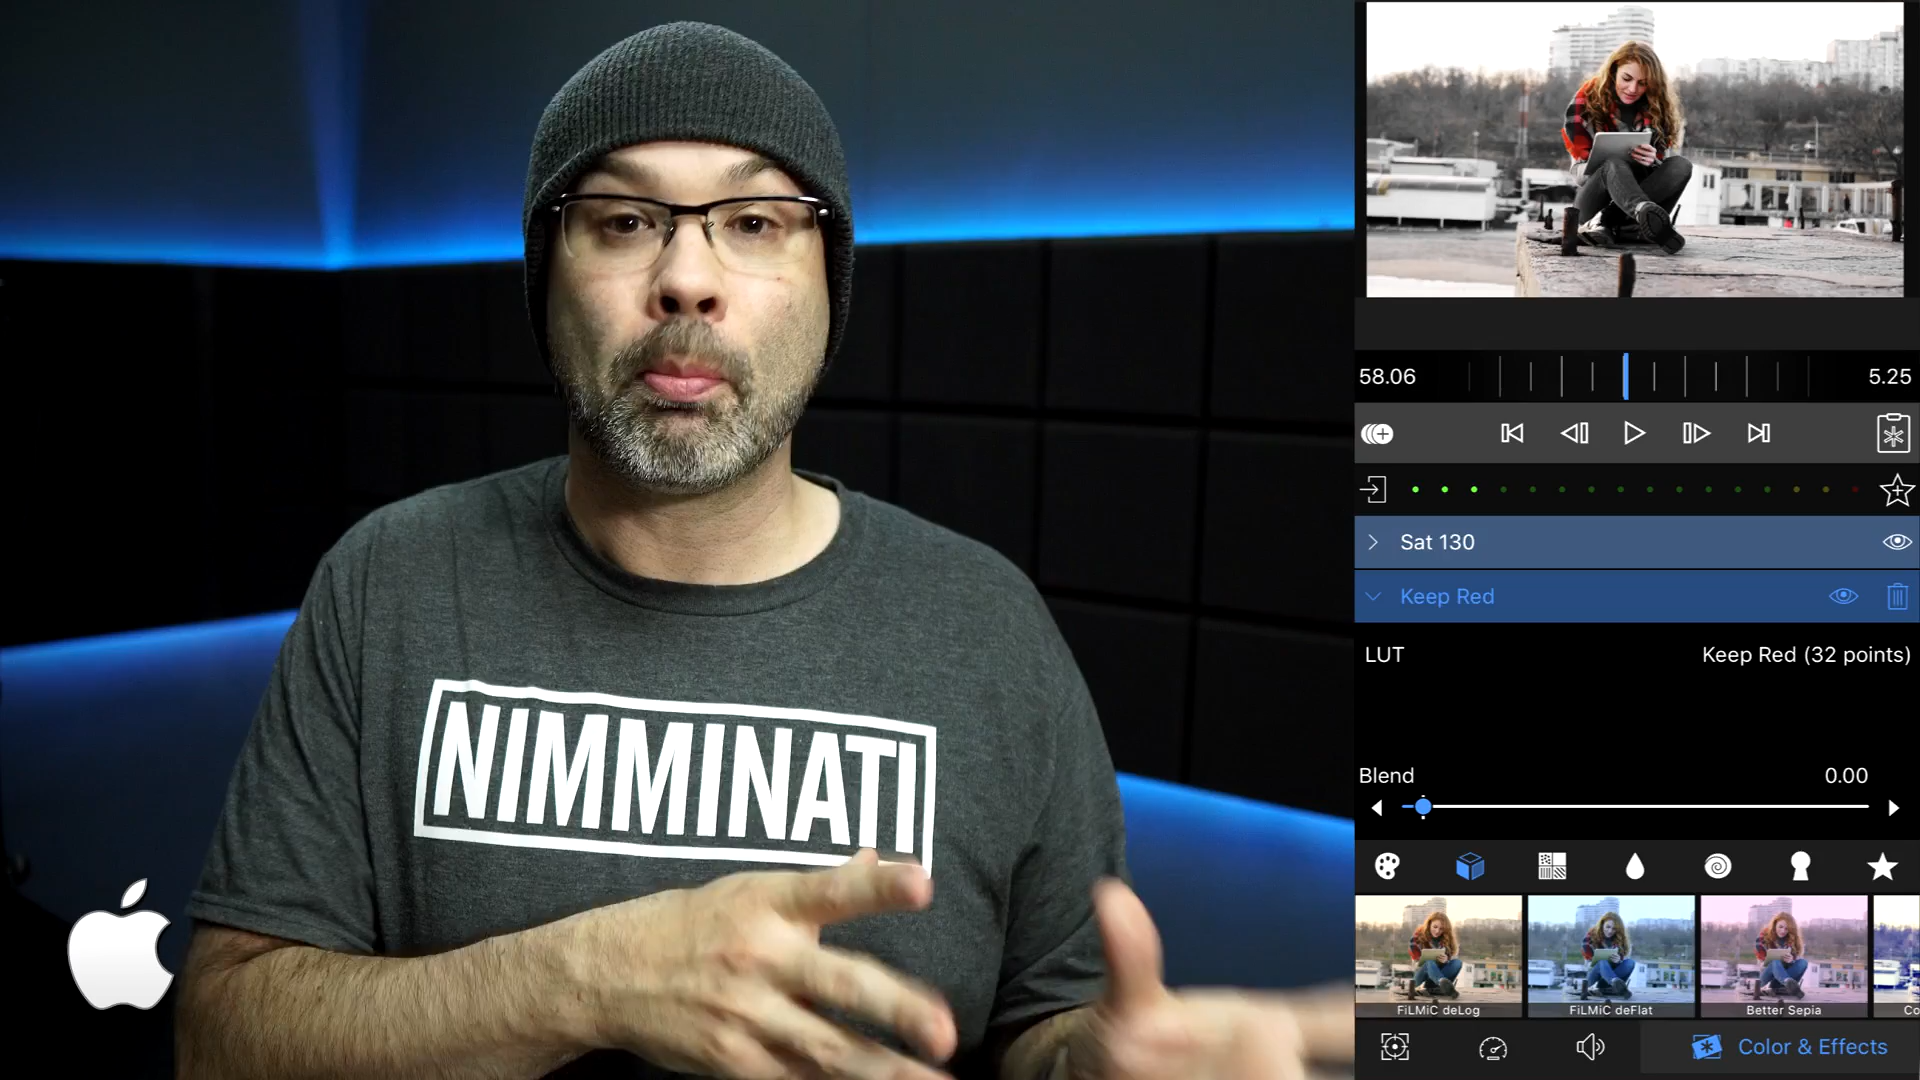 NIMMINATI
58.06
5.25
Sat 130
Keep Red
LUT
Keep Red (32 points)
Blend
0.00
FiLMiC deLog
FiLMiC deFlat
Better Sepia
Co
Color & Effects